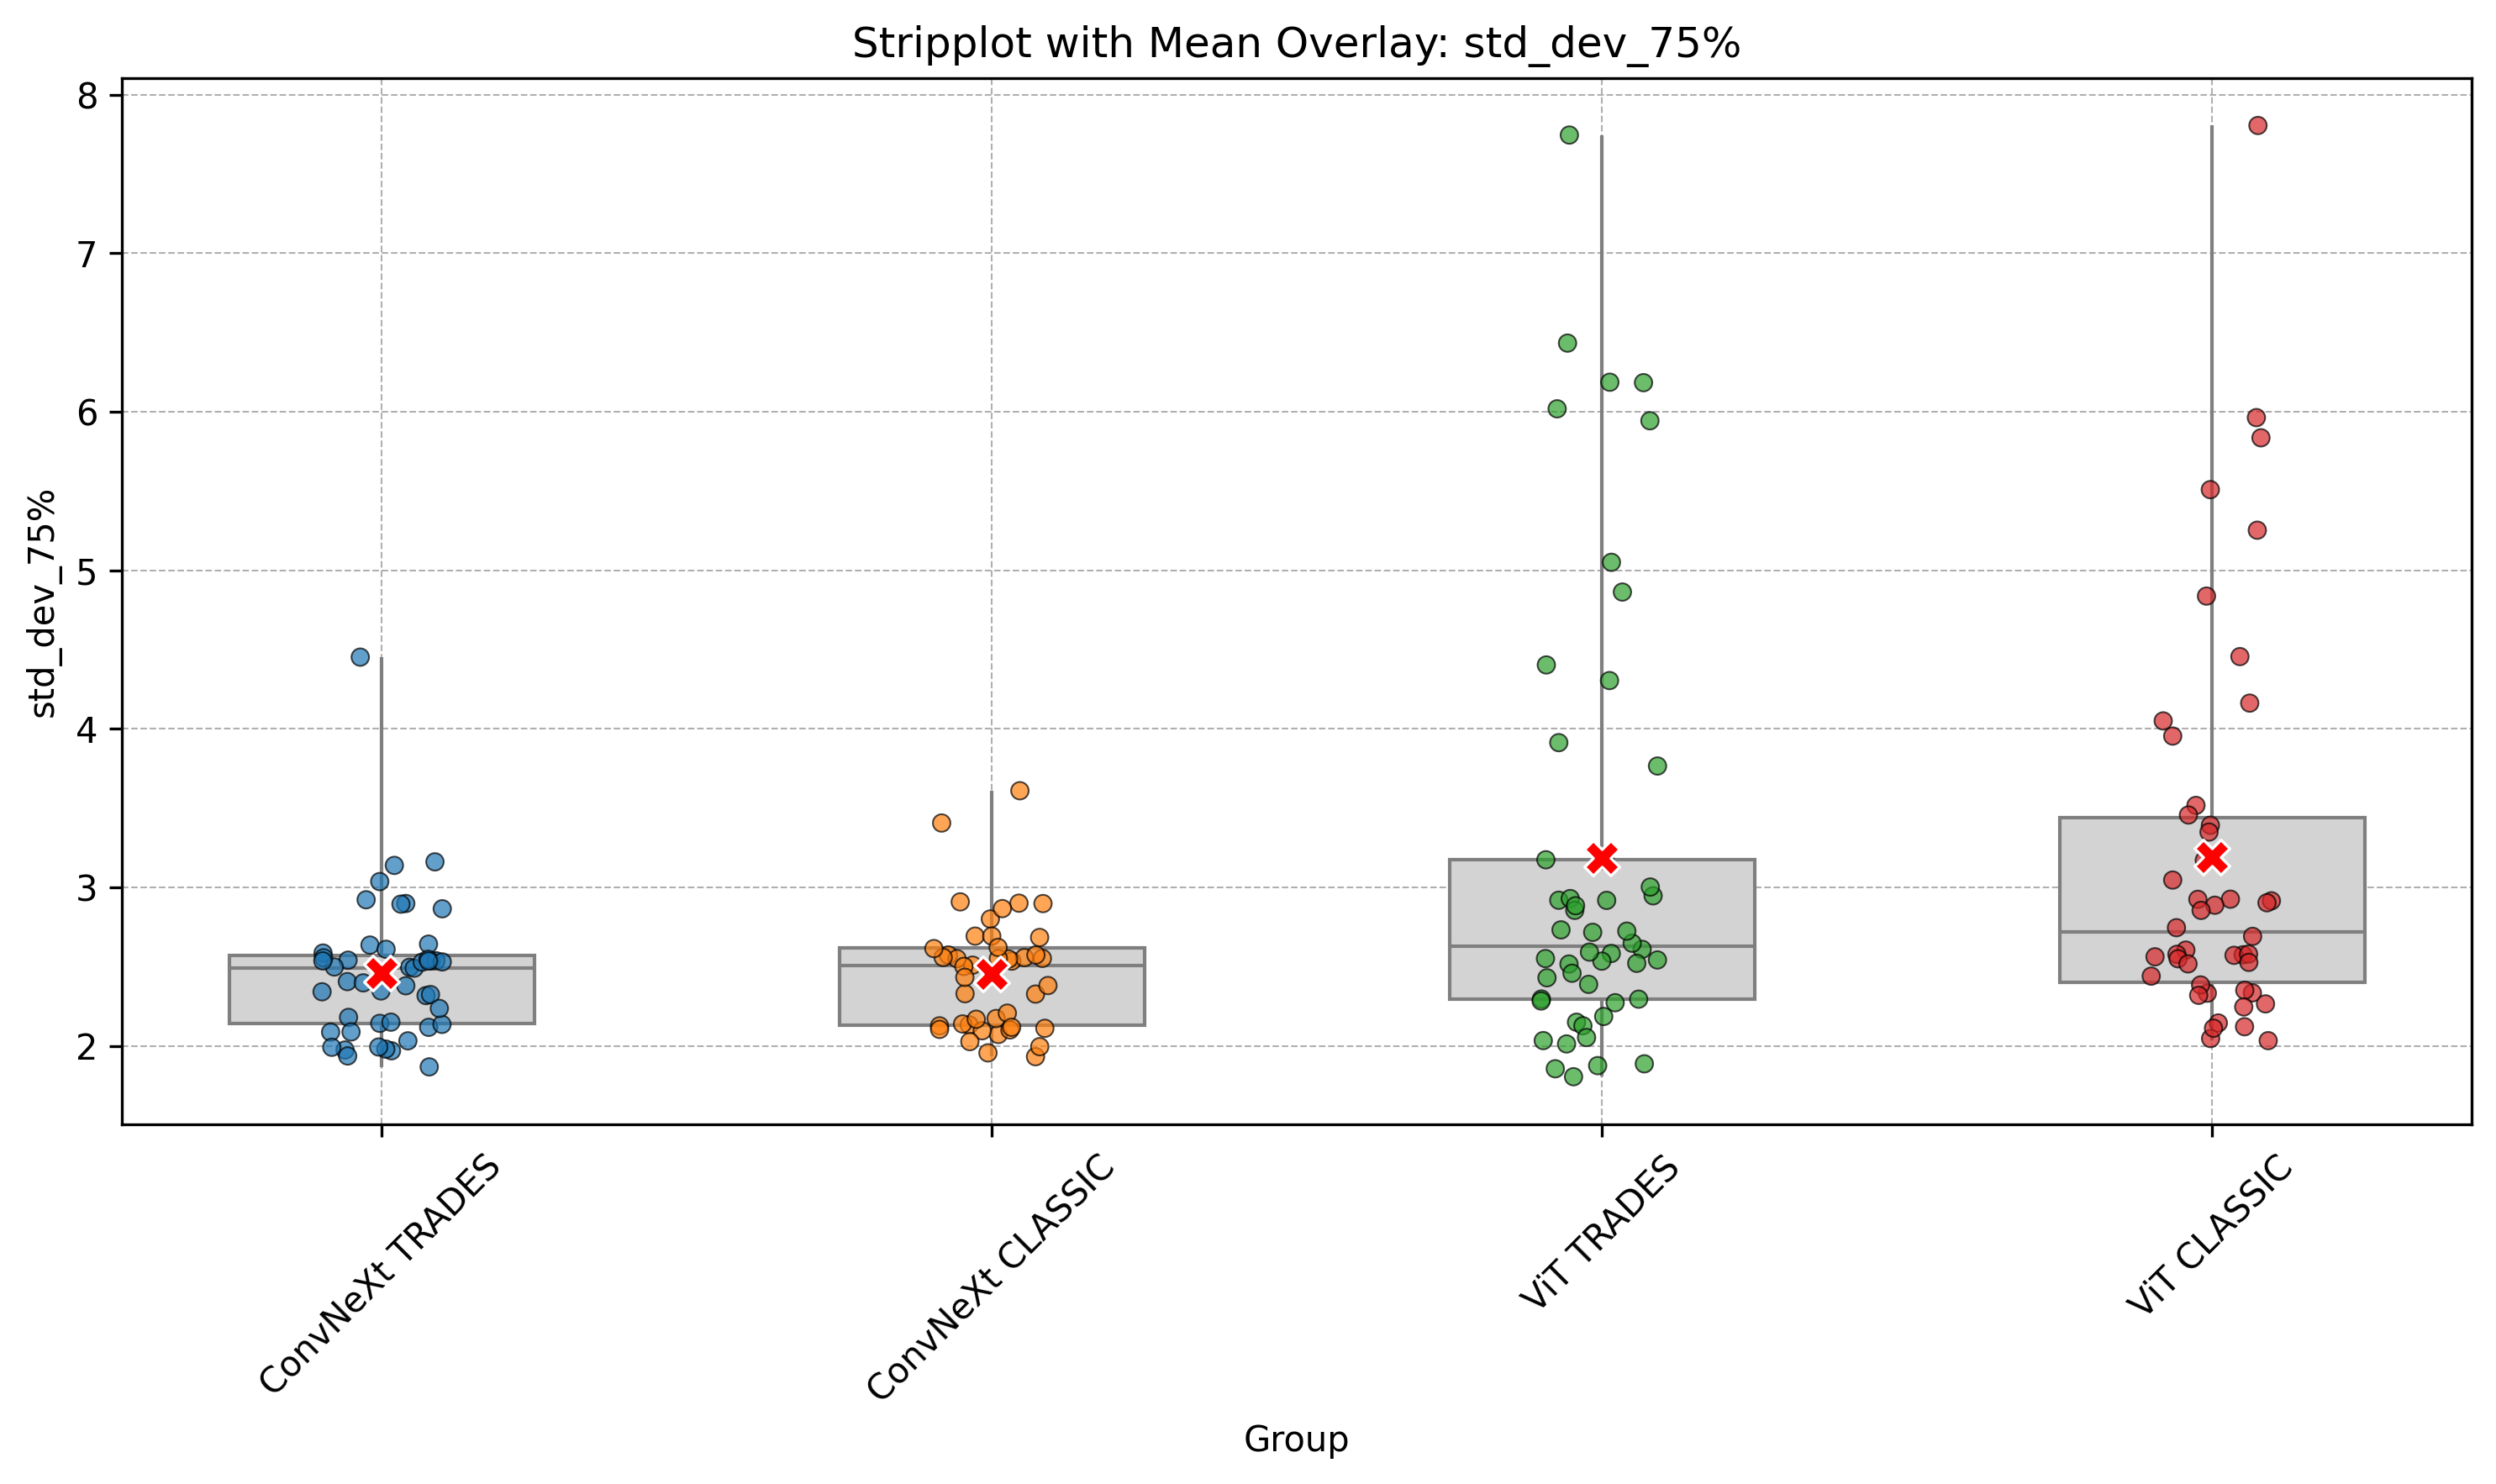 Stripplot with Mean Overlay: std_dev_75%
std_dev_75%
8
7
6
5
4
3
2
ConvNeXt TRADES
ConvNeXt CLASSIC
ViT TRADES
ViT CLASSIC
Group